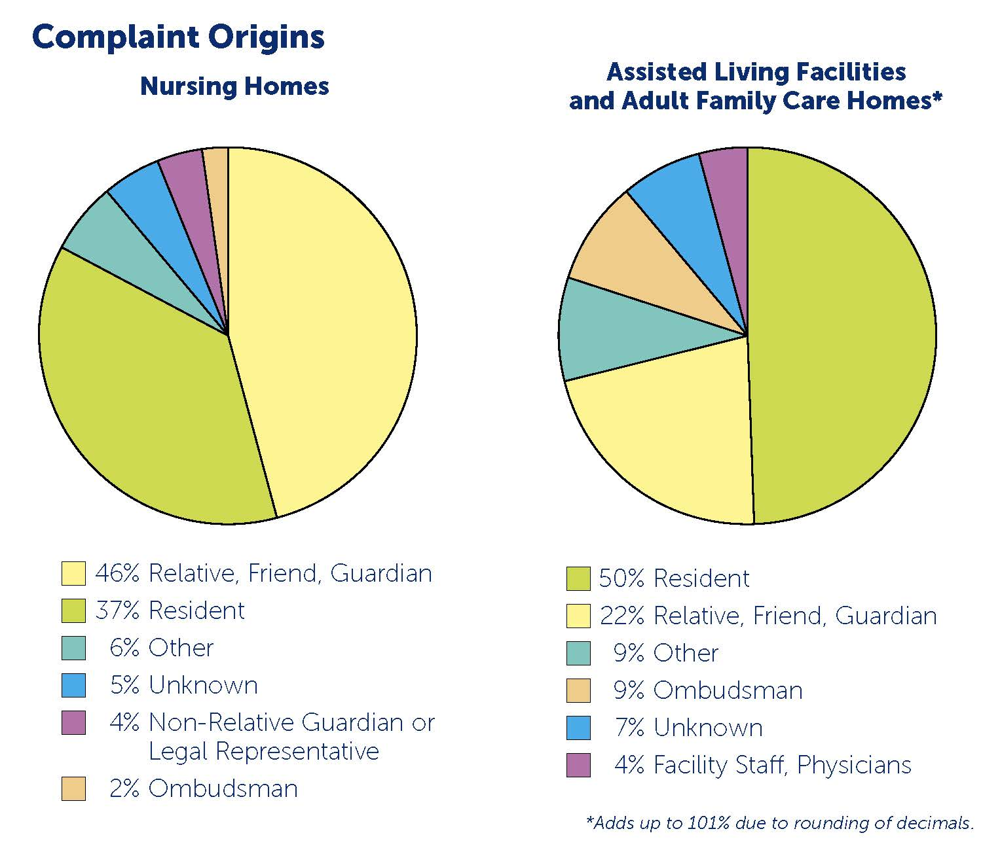 Complaint Origins
Nursing Homes
46% Relative, Friend, Guardian
37% Resident
6% Other
5% Unknown
4% Non-Relative Guardian or
Legal Representative
2% Ombudsman
Assisted Living Facilities
and Adult Family Care Homes*
50% Resident
22% Relative, Friend, Guardian
9% Other
9% Ombudsman
7% Unknown
4% Facility Staff, Physicians
*Adds up to 101% due to rounding of decimals.